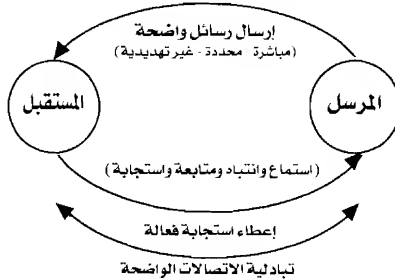 إرسال رسائل واضحة
(مباشرة - محددة - غير تهديدية)
المرسل
المستقبل
(استماع وانتباه ومتابعة واستجابة)
إعطاء استجابة فعالة
تبادلية الاتصالات الواضحة